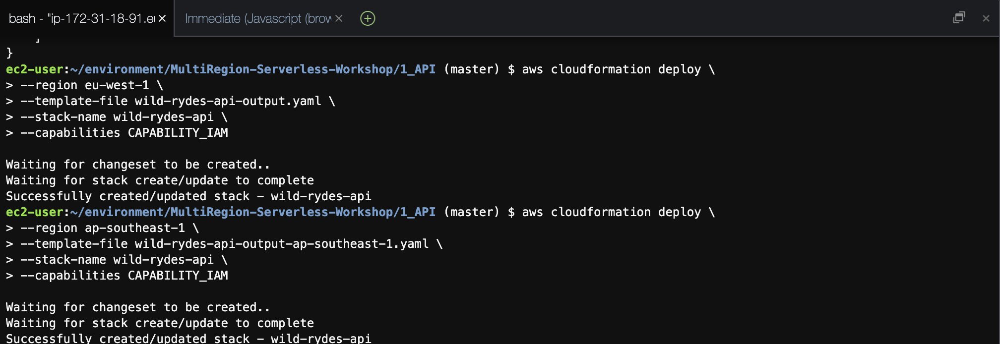 bash - "ip-172-31-18-91.eu
Immediate (Javascript (brow
]
}
ec2-user:~/environment/MultiRegion-Serverless-Workshop/1_API (master) $ aws cloudformation deploy \
> --region eu-west-1 \
> --template-file wild-rydes-api-output.yaml \
> --stack-name wild-rydes-api \
> --capabilities CAPABILITY_IAM
Waiting for changeset to be created..
Waiting for stack create/update to complete
Successfully created/updated stack - wild-rydes-api
ec2-user:~/environment/MultiRegion-Serverless-Workshop/1_API (master) $ aws cloudformation deploy \
> --region ap-southeast-1 \
> --template-file wild-rydes-api-output-ap-southeast-1.yaml \
> --stack-name wild-rydes-api \
> --capabilities CAPABILITY_IAM
Waiting for changeset to be created..
Waiting for stack create/update to complete
Successfully created/updated stack - wild-rydes-api